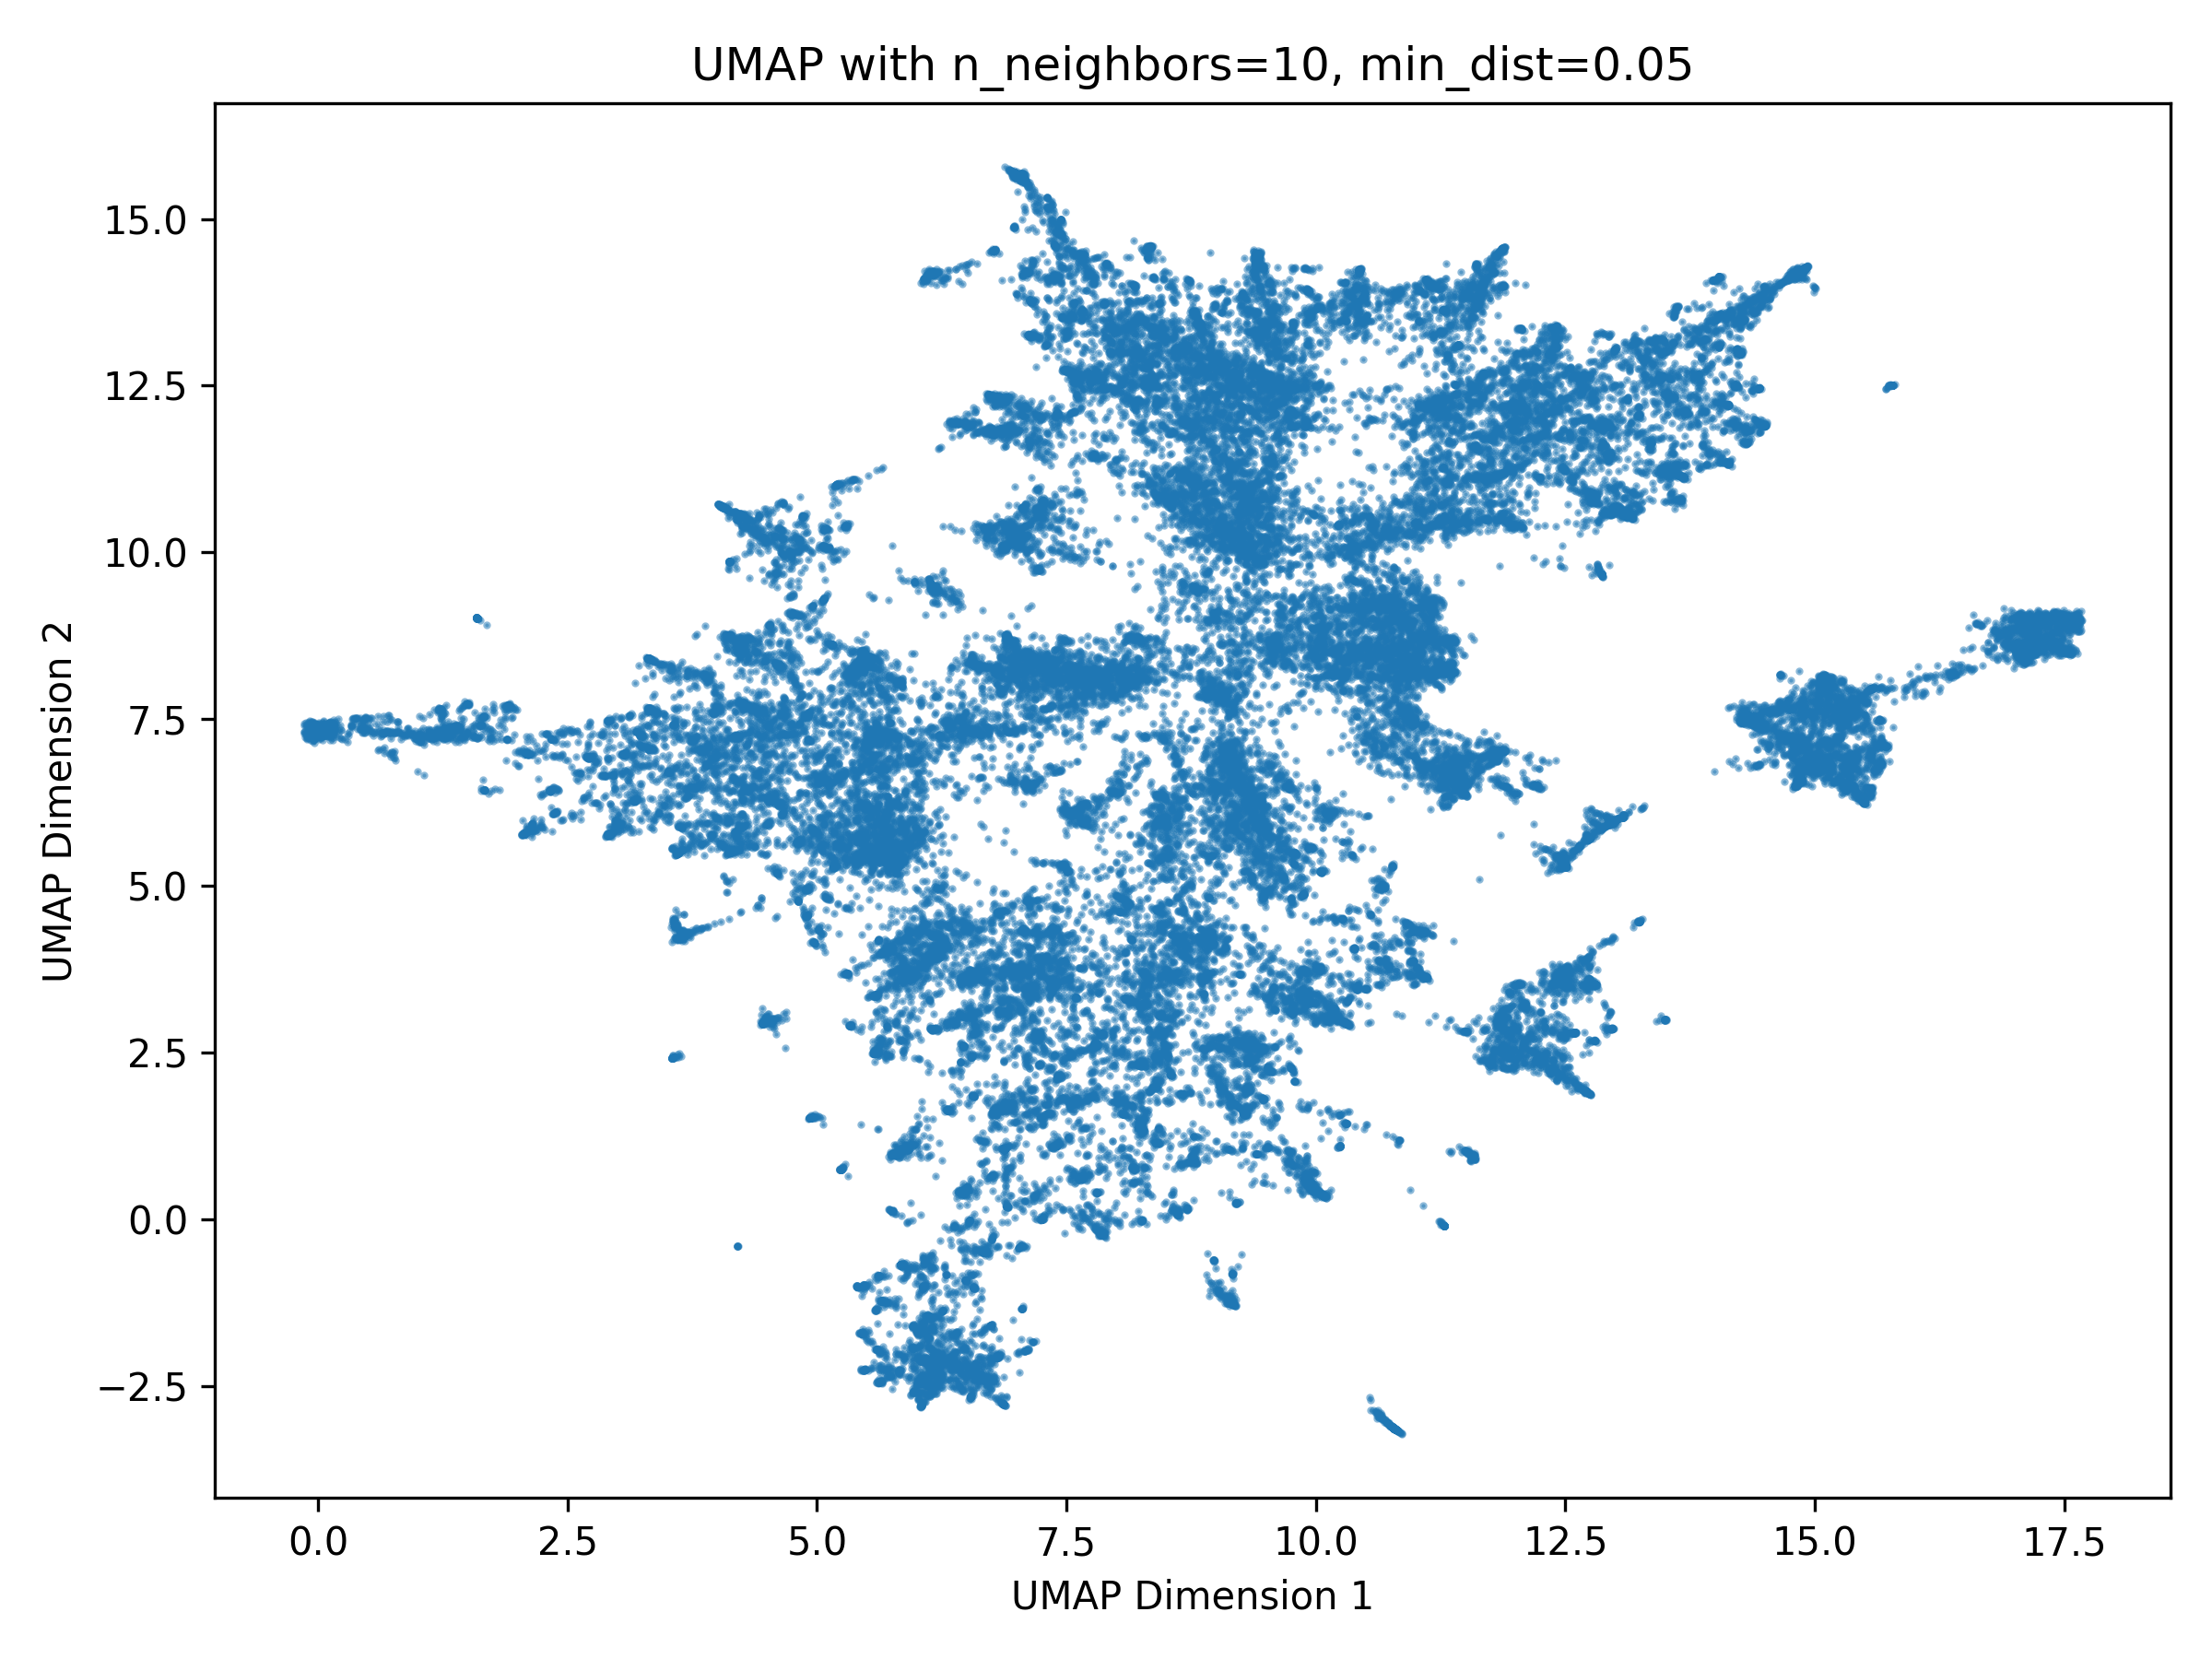 UMAP with n_neighbors=10, min_dist=0.05
15.0
12.5
10.0
7.5
5.0
2.5
0.0
−2.5
UMAP Dimension 2
0.0 2.5 5.0 7.5 10.0 12.5 15.0 17.5
UMAP Dimension 1